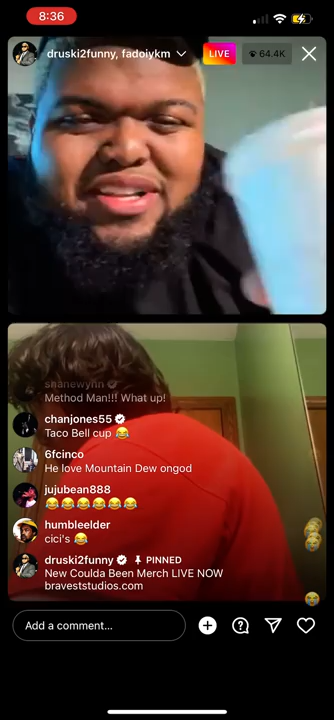 8:36
druski2funny, fadoiykm
LIVE
64.4K
shanewynn
Method Man!!! What up!
chanjones55
Taco Bell cup 😂
6fcinco
He love Mountain Dew ongod
jujubean888
😂😂😂😂😂😂
humbleelder
cici's 😂
druski2funny PINNED
New Coulda Been Merch LIVE NOW
braveststudios.com
Add a comment...